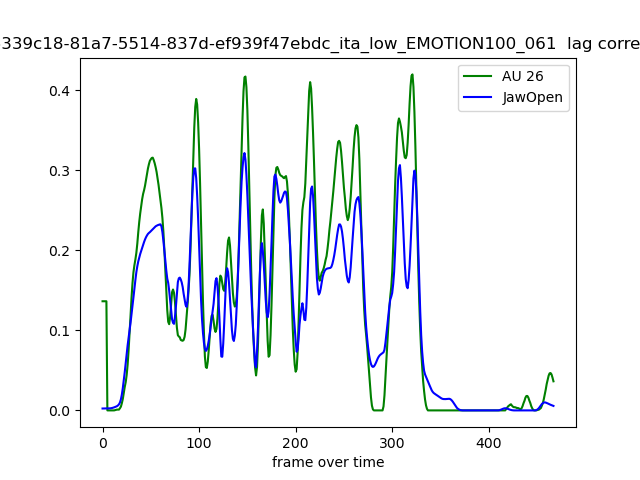 339c18-81a7-5514-837d-ef939f47ebdc_ita_low_EMOTION100_061 lag corre
AU 26
JawOpen
0.4
0.3
0.2
0.1
0.0
0 100 200 300 400
frame over time